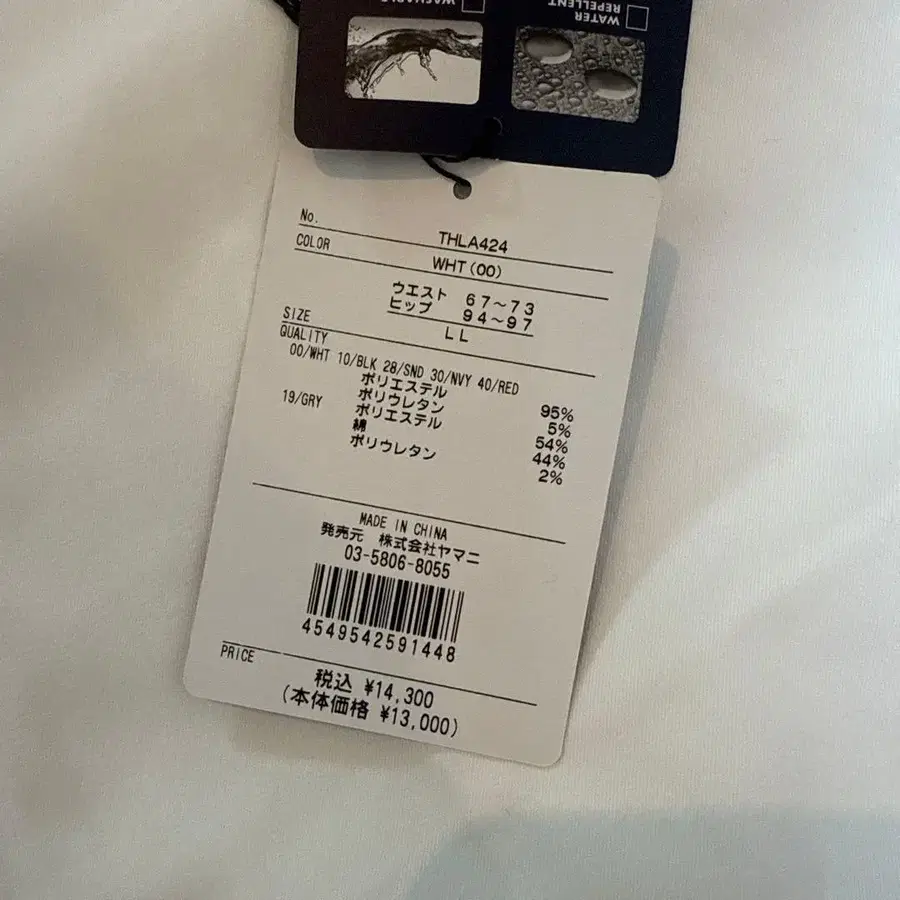 WATER
REPELLENT
WASHABLE
No. THLA424
COLOR WHT(00)
ウエスト 67～73
ヒップ 94～97
SIZE LL
QUALITY
00/WHT 10/BLK 28/SND 30/NVY 40/RED
ポリエステル 95%
ポリウレタン 5%
19/GRY ポリエステル 54%
綿 44%
ポリウレタン 2%
MADE IN CHINA
発売元 株式会社ヤマニ
03-5806-8055
4549542591448
PRICE
税込 ¥14,300
(本体価格 ¥13,000)